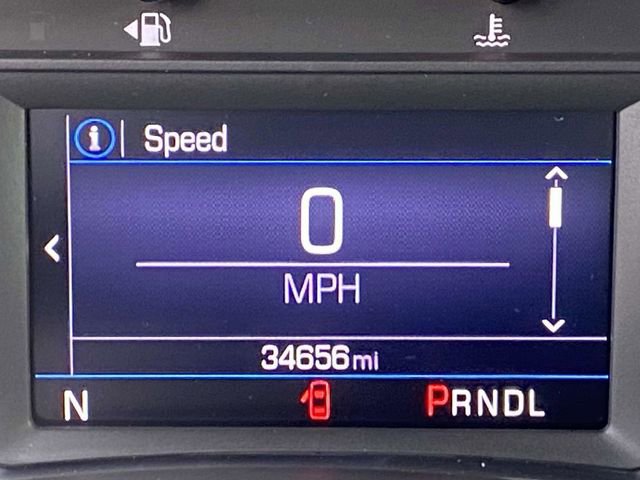 Speed
0
MPH
34656 mi
N PRNDL